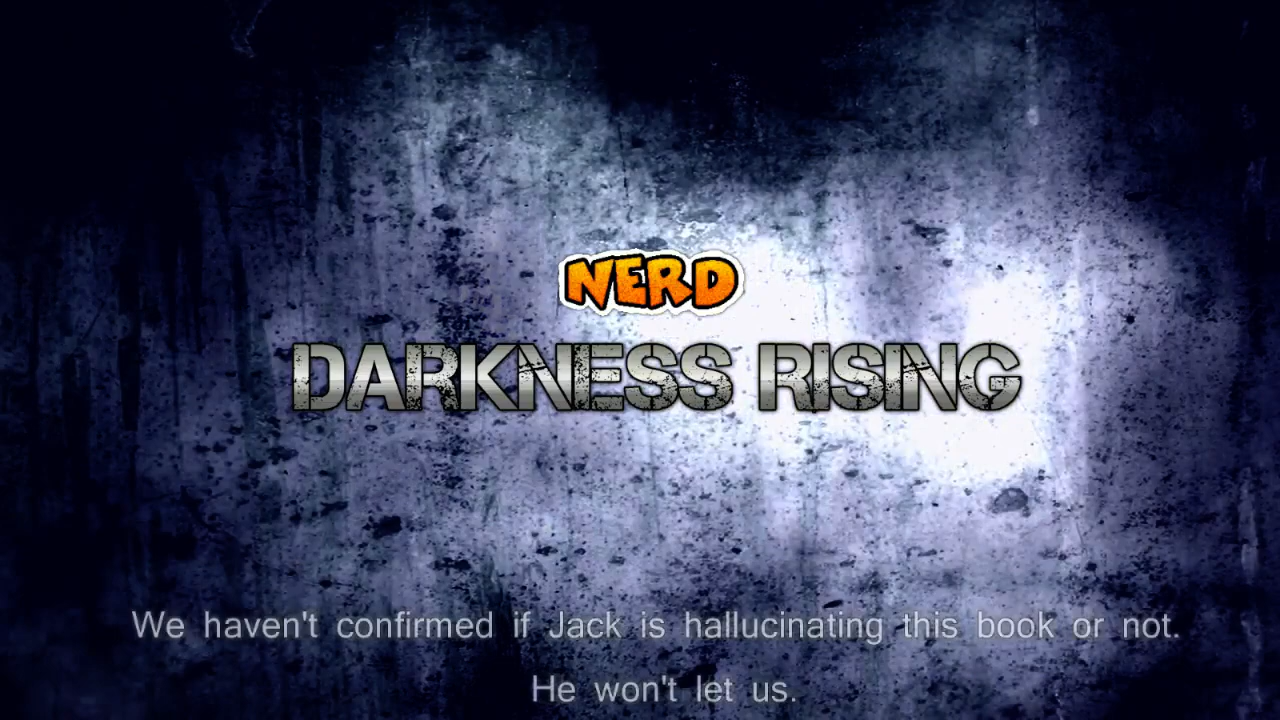 NERD
DARKNESS RISING
We haven't confirmed if Jack is hallucinating this book or not.
He won't let us.